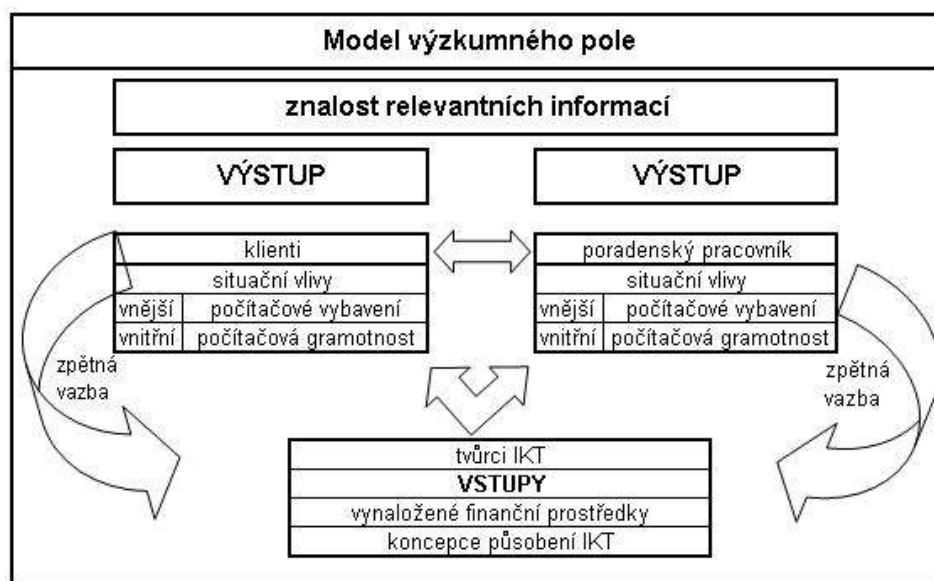 Model výzkumného pole
znalost relevantních informací
VÝSTUP
VÝSTUP
klienti
situační vlivy
vnější počítačové vybavení
vnitřní počítačová gramotnost
poradenský pracovník
situační vlivy
vnější počítačové vybavení
vnitřní počítačová gramotnost
zpětná
vazba
zpětná
vazba
tvůrci IKT
VSTUPY
vynaložené finanční prostředky
koncepce působení IKT